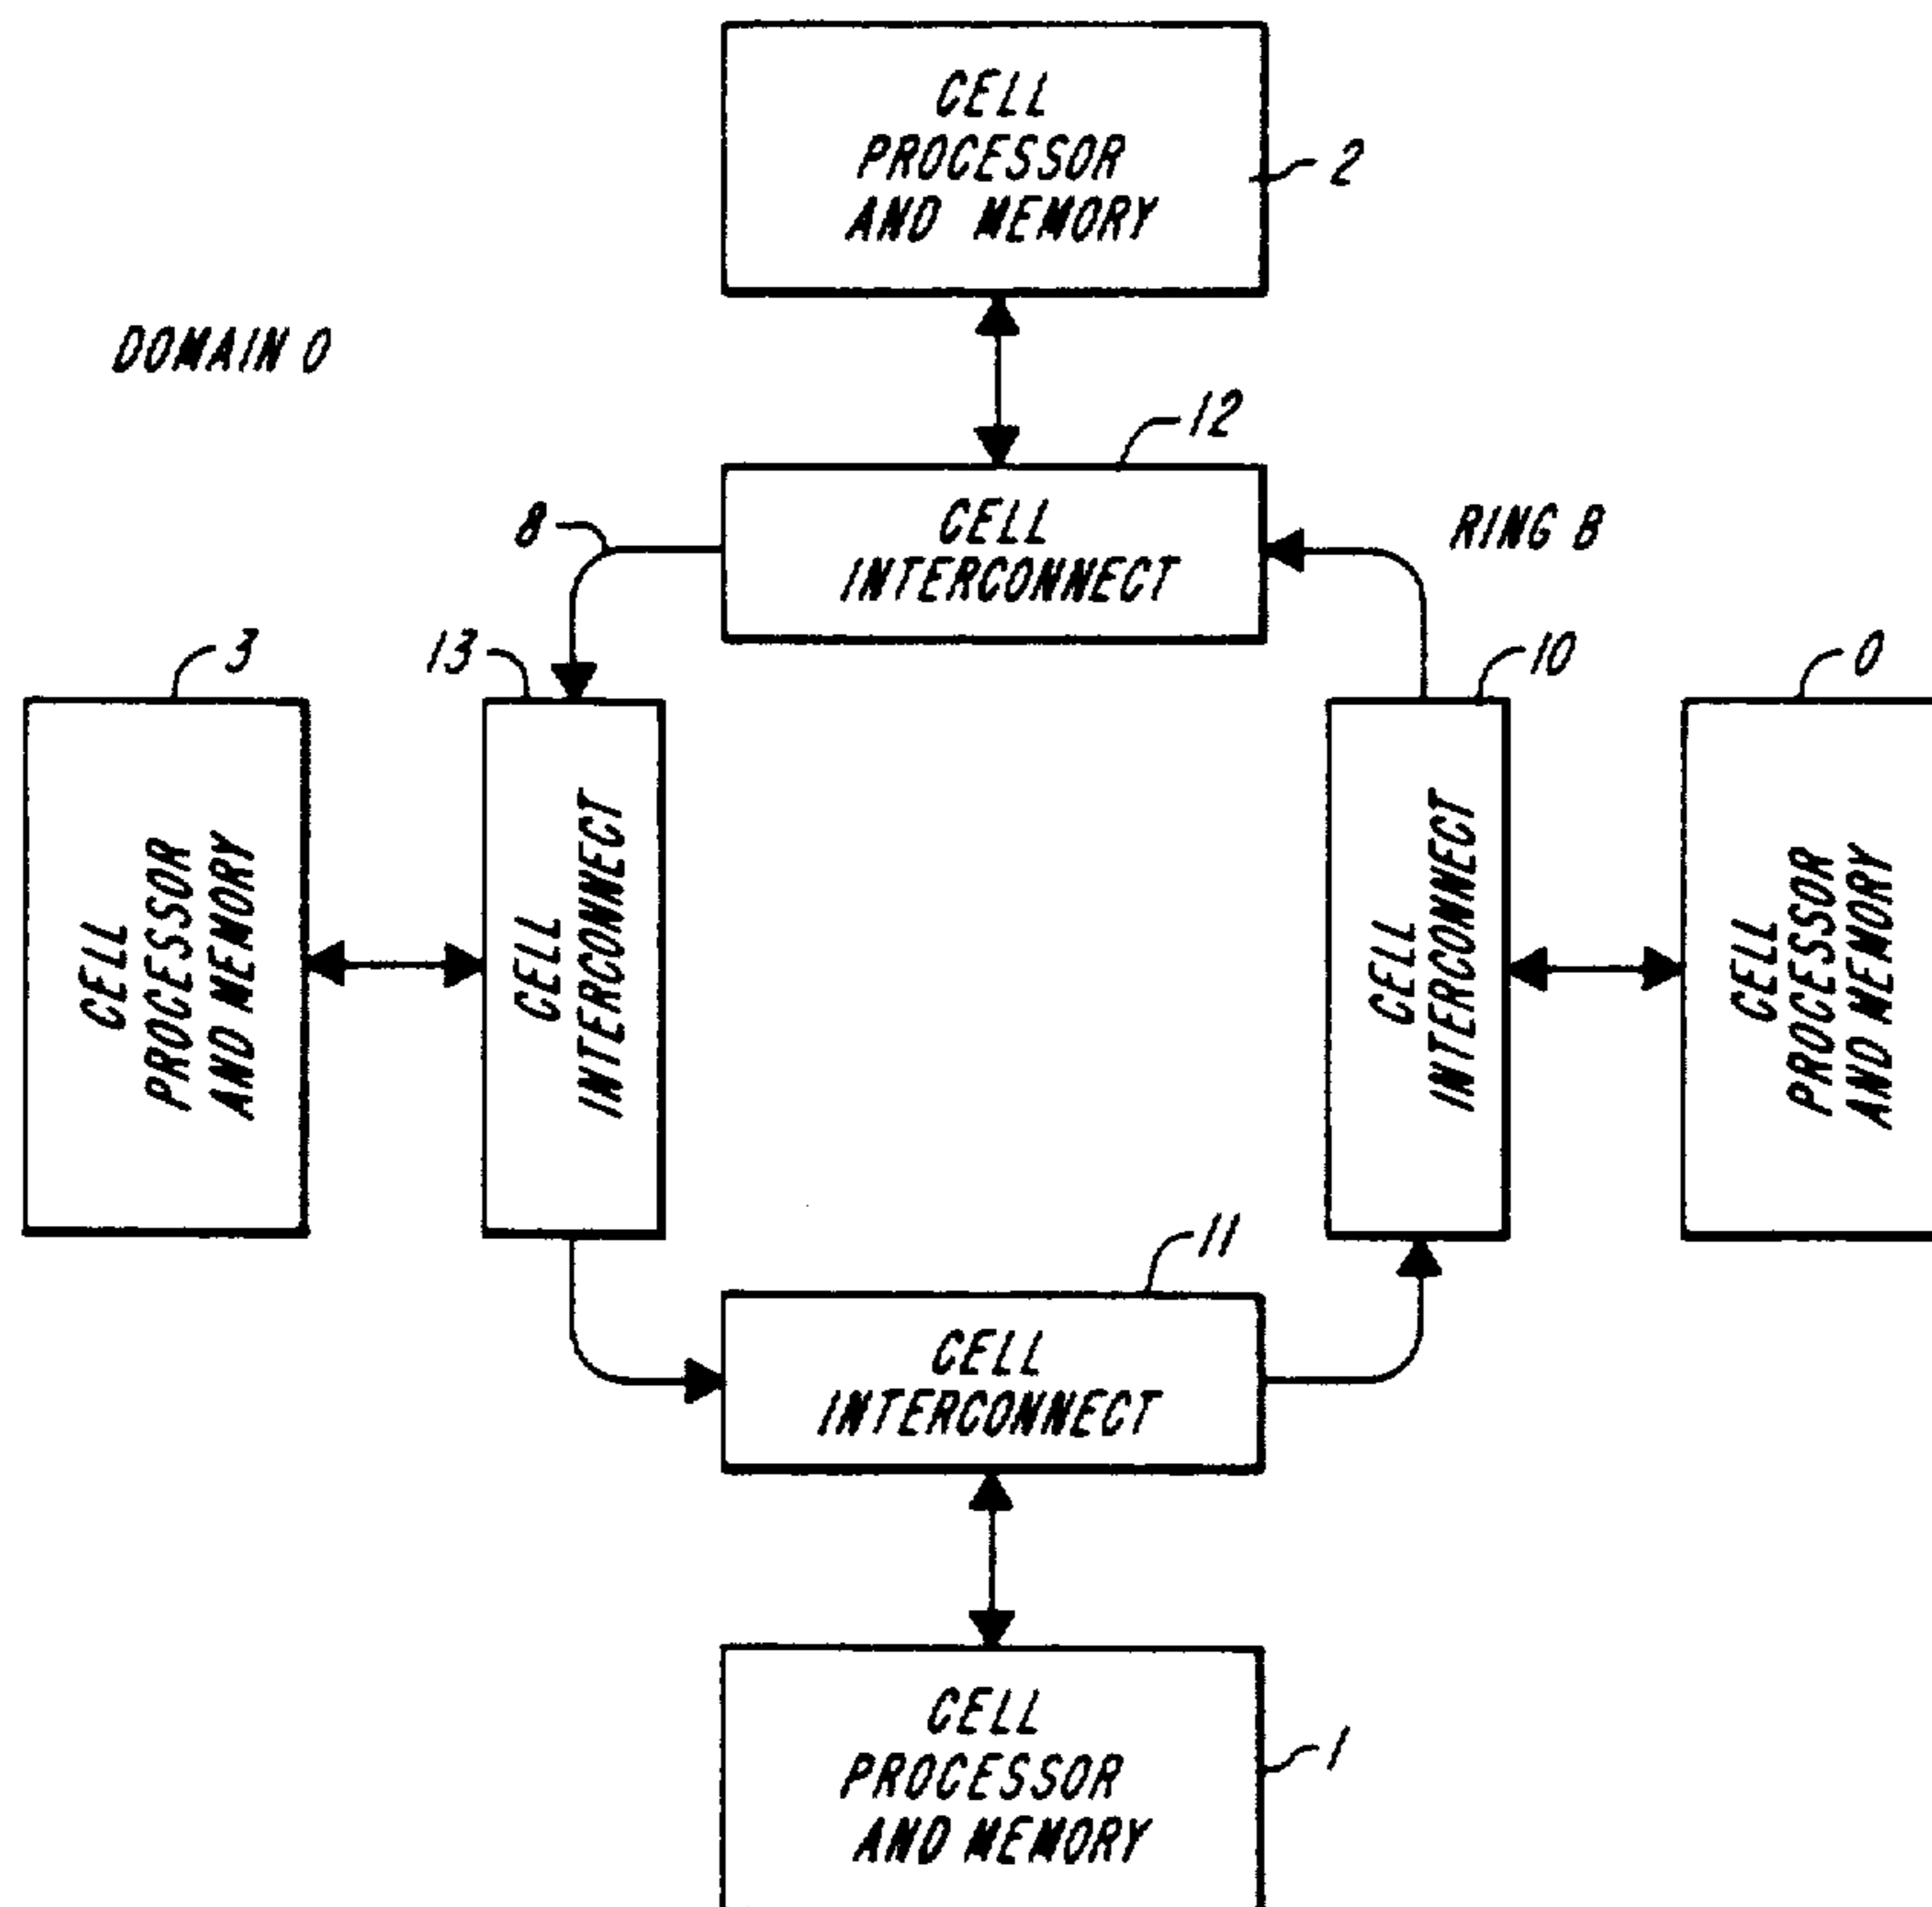 CELL
PROCESSOR
AND MEMORY
2
DOMAIN 0
12
CELL
INTERCONNECT
8
RING B
3
13
10
0
CELL
PROCESSOR
AND MEMORY
CELL
INTERCONNECT
CELL
INTERCONNECT
CELL
PROCESSOR
AND MEMORY
11
CELL
INTERCONNECT
CELL
PROCESSOR
AND MEMORY
1